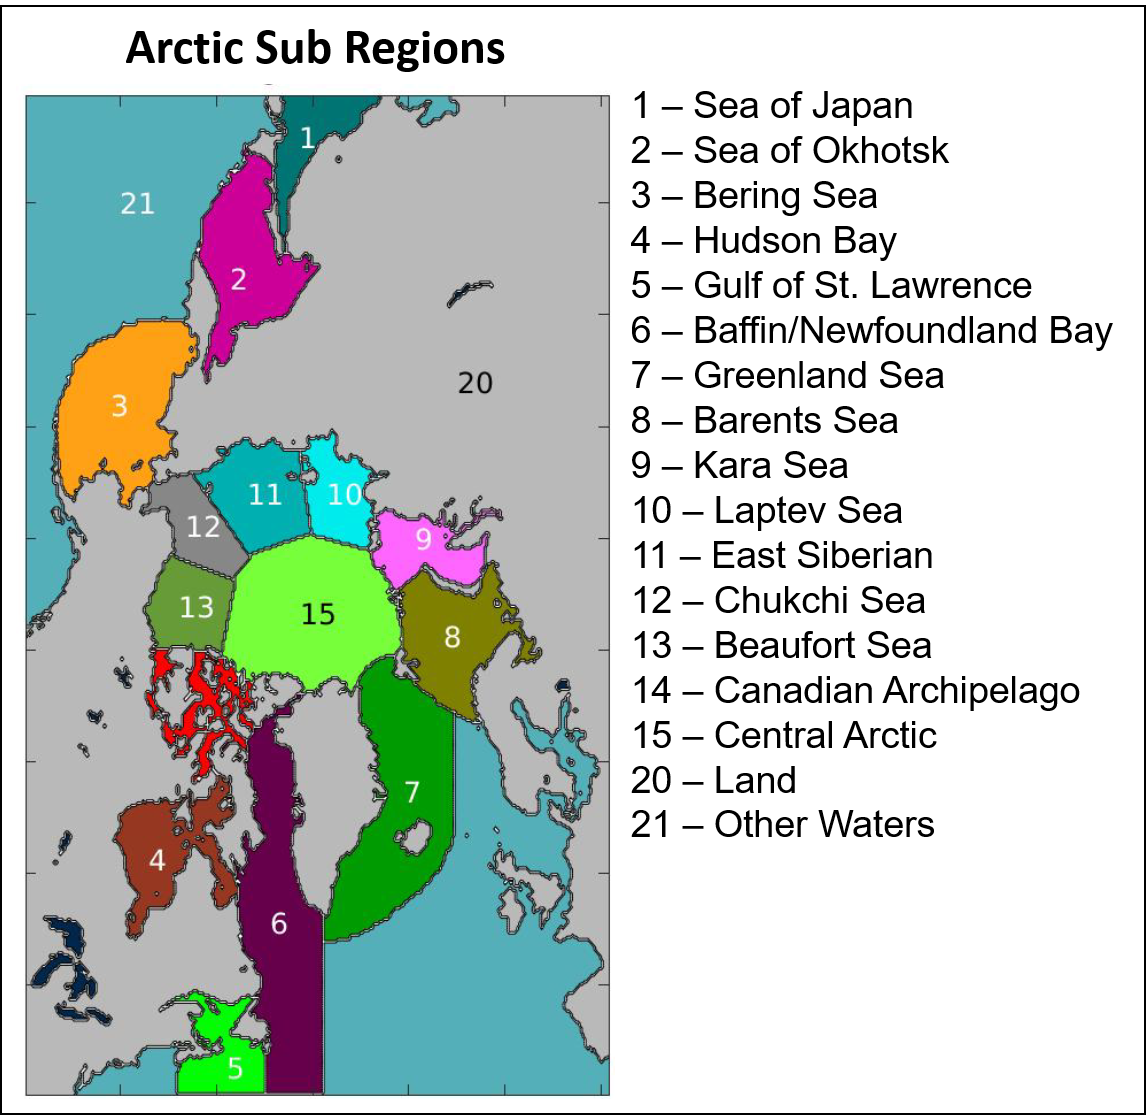 Arctic Sub Regions
1
2
21
3
20
11
10
12
9
13
15
8
7
4
6
5
1 – Sea of Japan
2 – Sea of Okhotsk
3 – Bering Sea
4 – Hudson Bay
5 – Gulf of St. Lawrence
6 – Baffin/Newfoundland Bay
7 – Greenland Sea
8 – Barents Sea
9 – Kara Sea
10 – Laptev Sea
11 – East Siberian
12 – Chukchi Sea
13 – Beaufort Sea
14 – Canadian Archipelago
15 – Central Arctic
20 – Land
21 – Other Waters